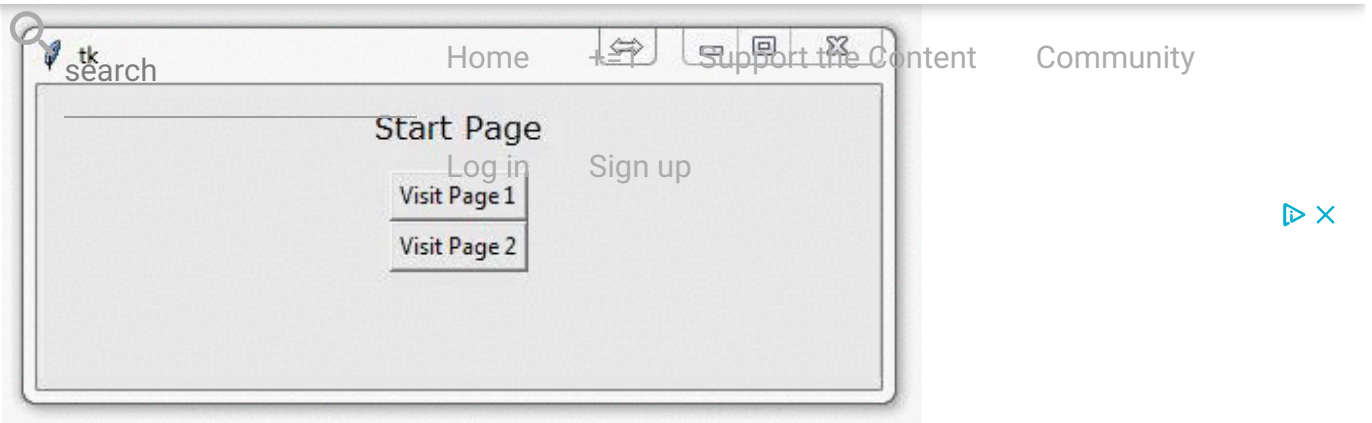 tk
search
Home +=1 Support the Content Community
Start Page
Log in Sign up
Visit Page 1
Visit Page 2